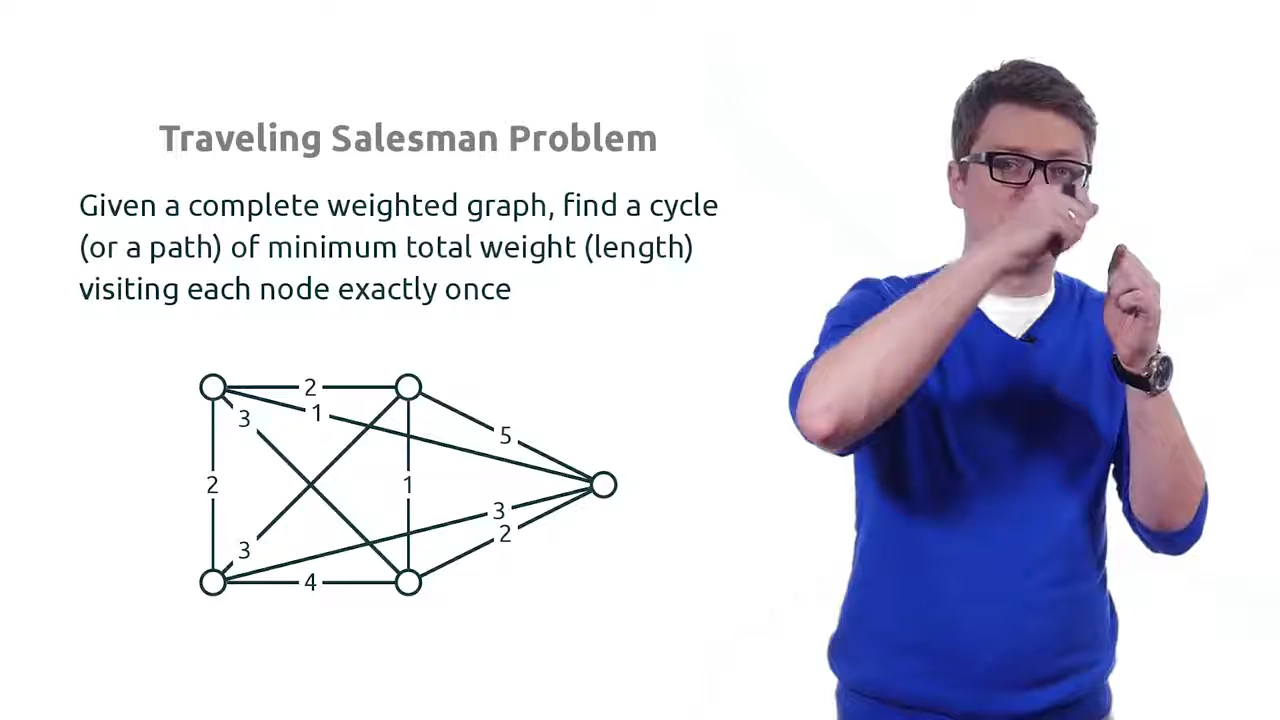 Traveling Salesman Problem
Given a complete weighted graph, find a cycle
(or a path) of minimum total weight (length)
visiting each node exactly once
2
1
3
5
2
1
3
2
3
4